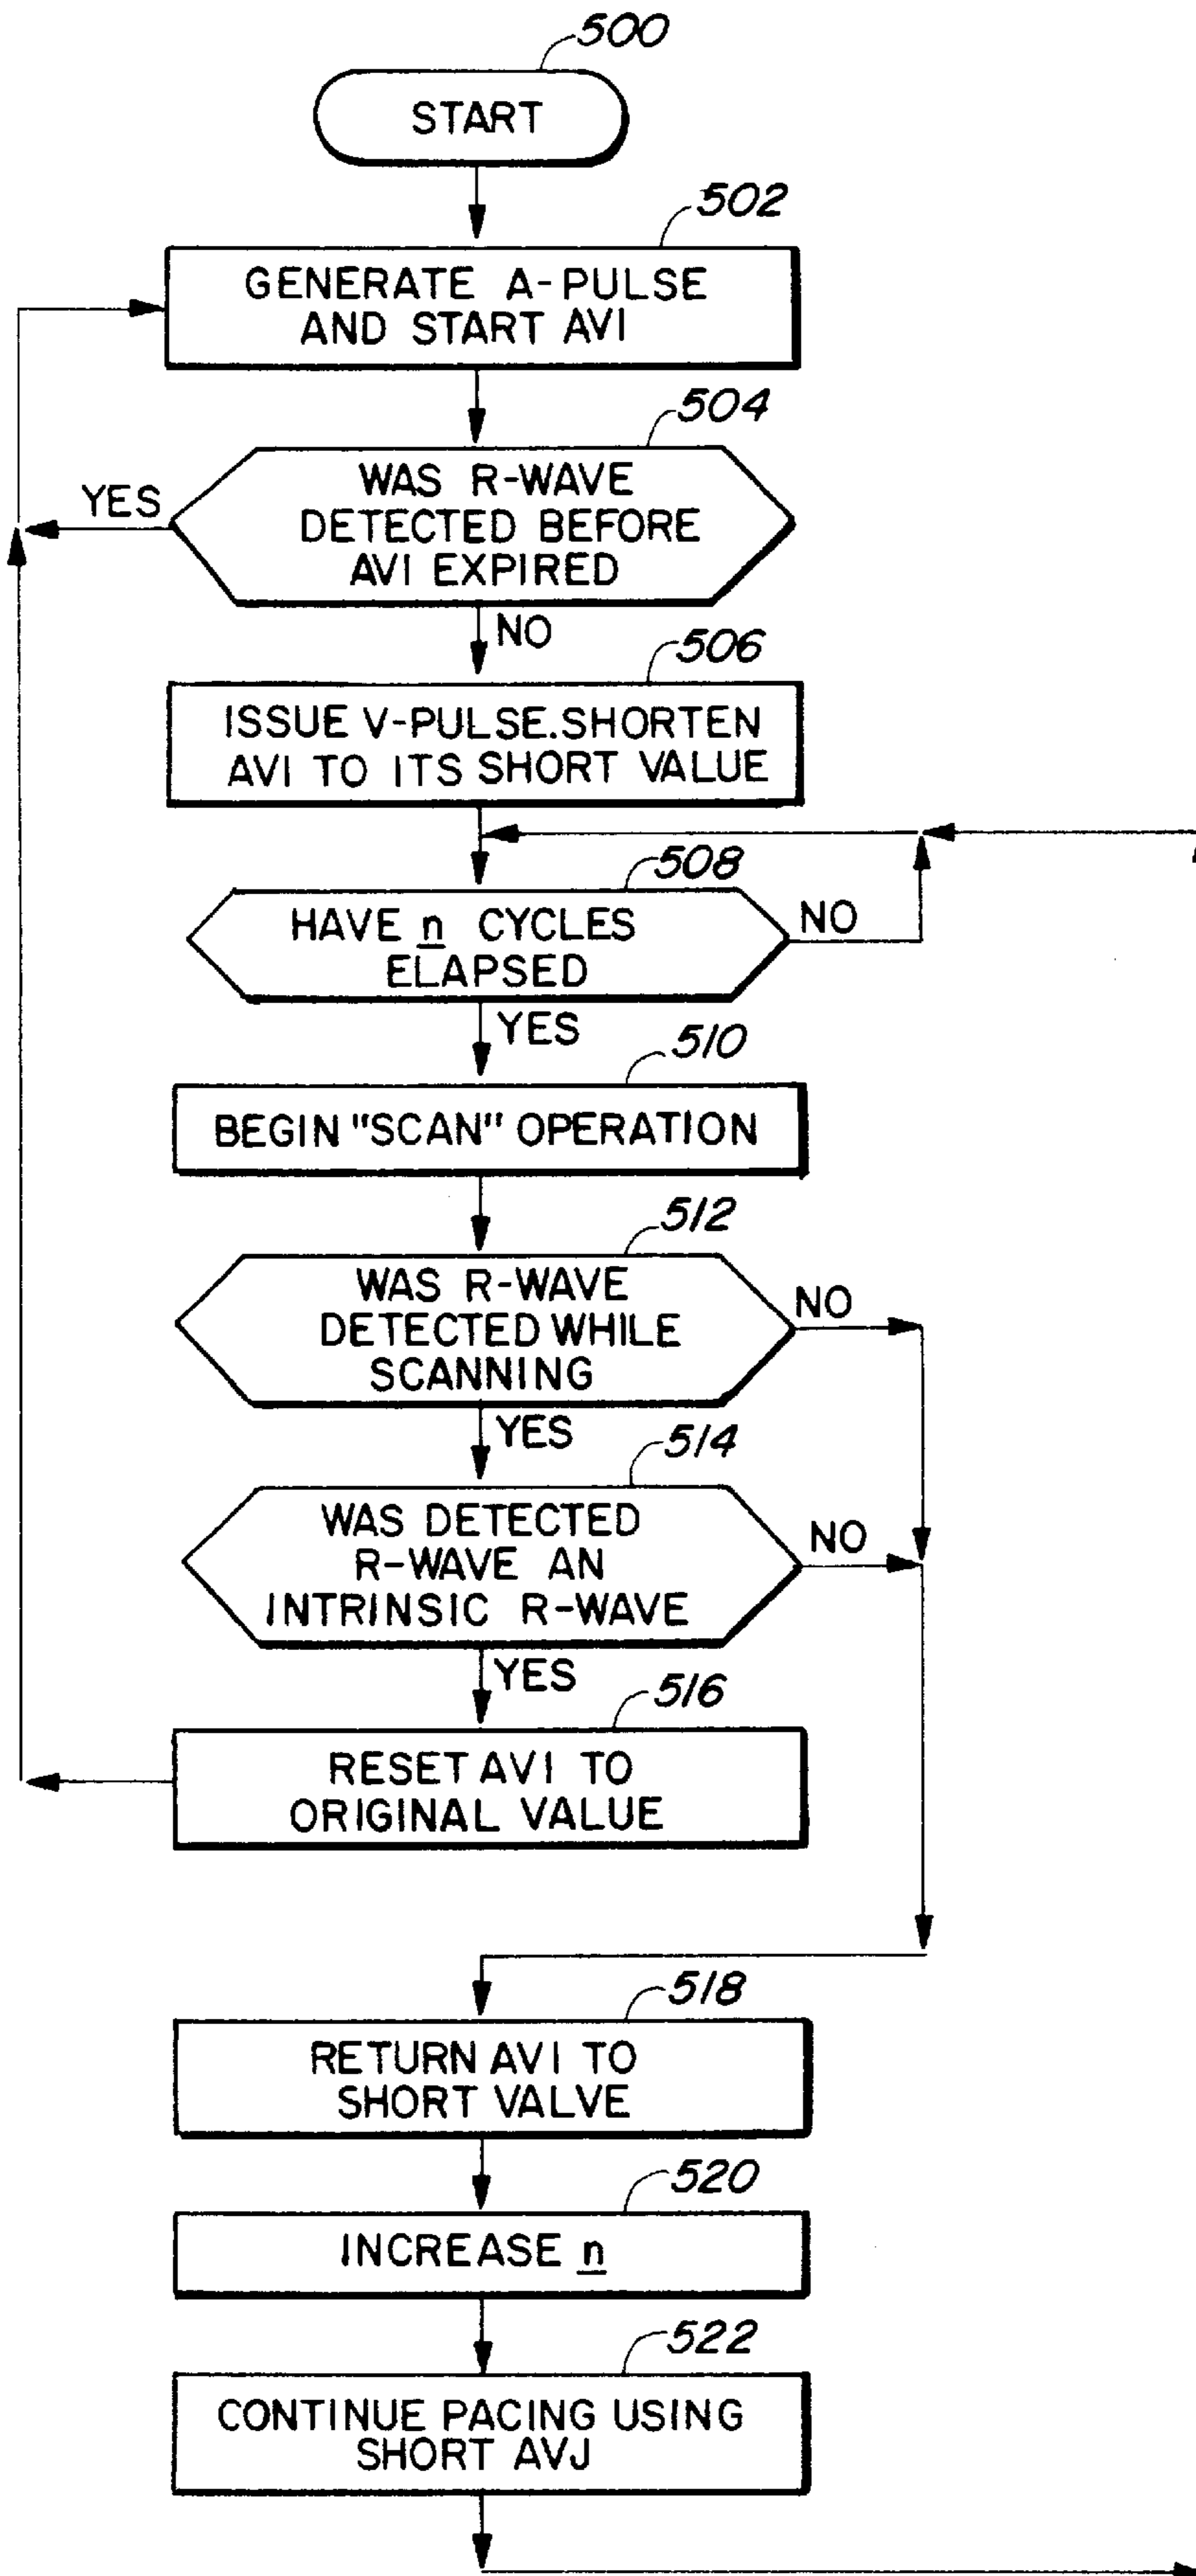 500
START
502
GENERATE A-PULSE
AND START AVI
504
WAS R-WAVE
DETECTED BEFORE
AVI EXPIRED
YES
NO
506
ISSUE V-PULSE.SHORTEN
AVI TO ITS SHORT VALUE
508
HAVE n CYCLES
ELAPSED
NO
YES
510
BEGIN "SCAN" OPERATION
512
WAS R-WAVE
DETECTED WHILE
SCANNING
NO
YES
514
WAS DETECTED
R-WAVE AN
INTRINSIC R-WAVE
NO
YES
516
RESET AVI TO
ORIGINAL VALUE
518
RETURN AVI TO
SHORT VALVE
520
INCREASE n
522
CONTINUE PACING USING
SHORT AVJ